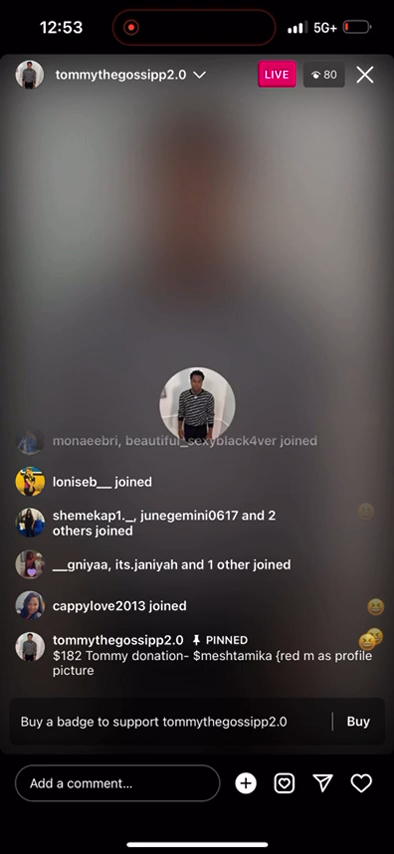 12:53
5G+
tommythegossipp2.0
LIVE
80
monaeebri, beautiful_sexyblack4ver joined
loniseb__ joined
shemekap1._, junegemini0617 and 2
others joined
__gniyaa, its.janiyah and 1 other joined
cappylove2013 joined
tommythegossipp2.0 PINNED
$182 Tommy donation- $meshtamika {red m as profile
picture
Buy a badge to support tommythegossipp2.0
Buy
Add a comment...